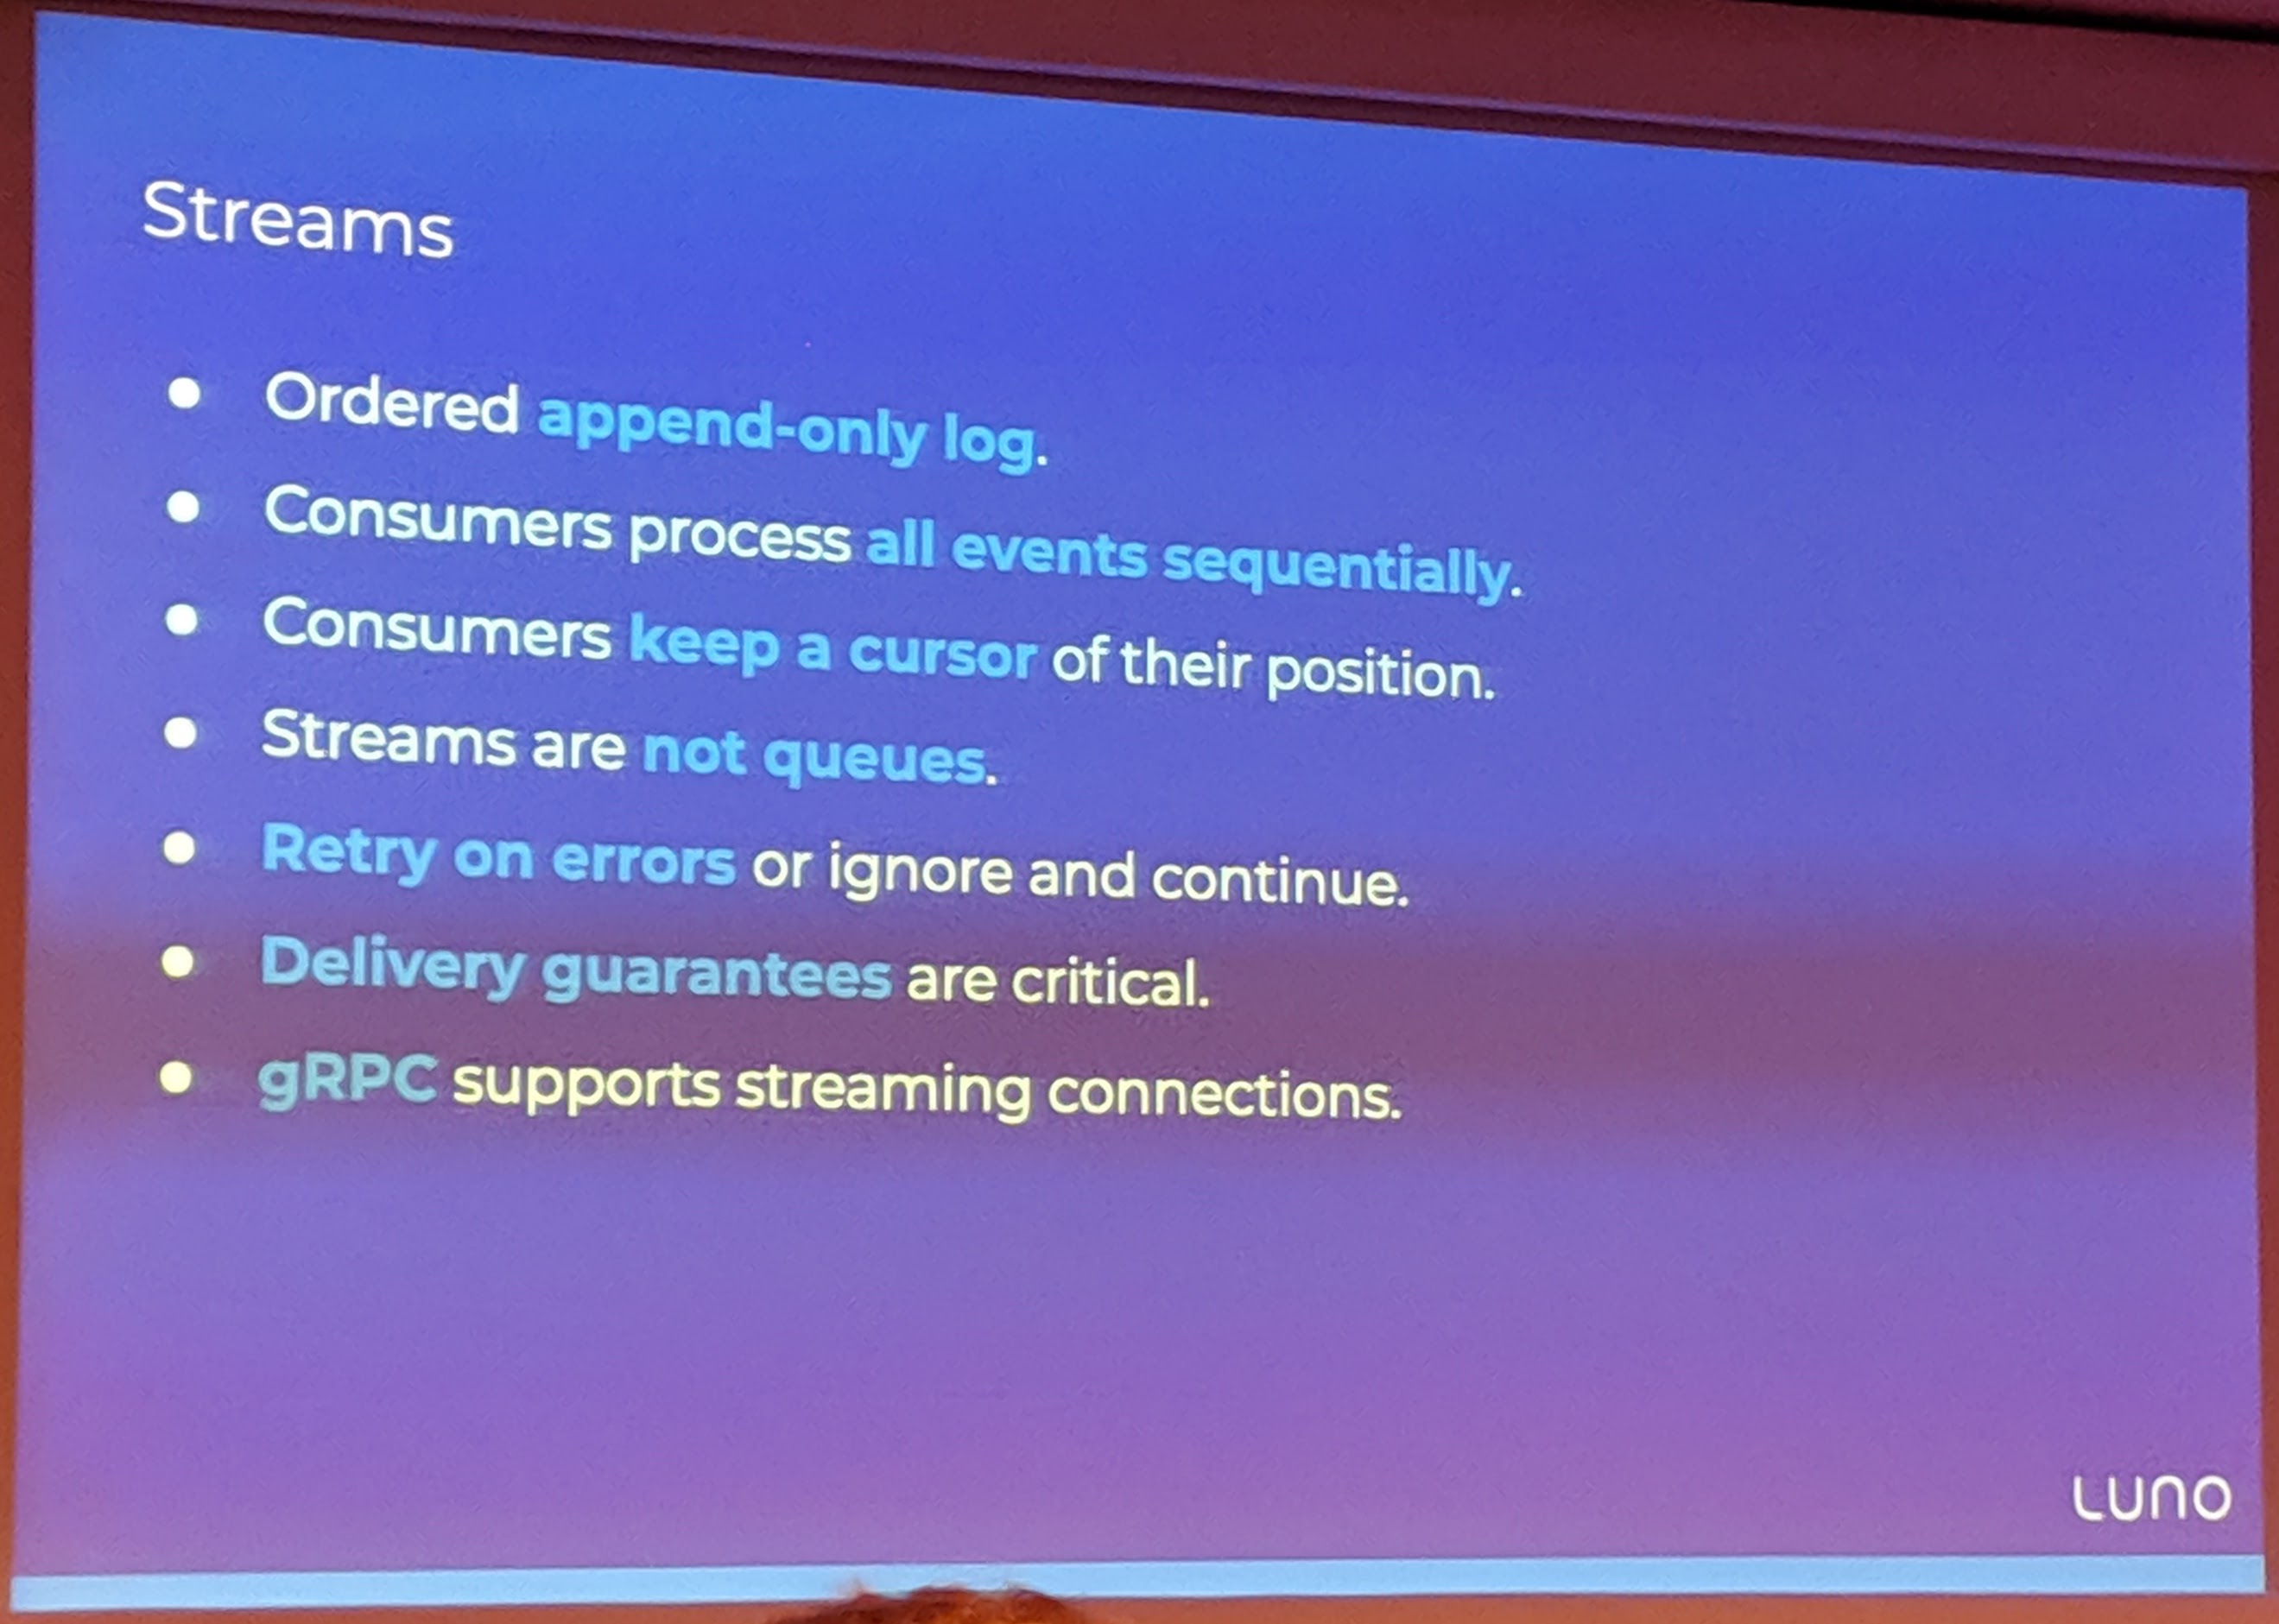 Streams
Ordered append-only log.
Consumers process all events sequentially.
Consumers keep a cursor of their position.
Streams are not queues.
Retry on errors or ignore and continue.
Delivery guarantees are critical.
gRPC supports streaming connections.
LUNO